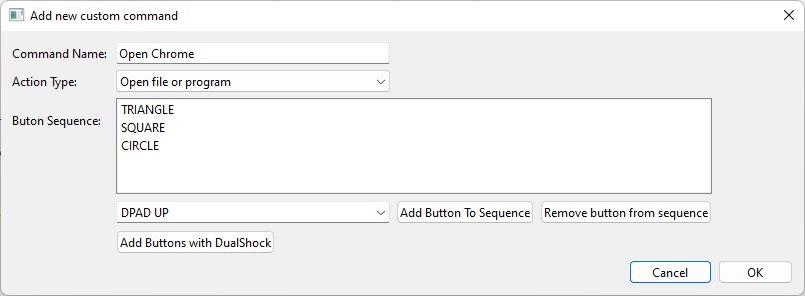 Add new custom command
Command Name: Open Chrome
Action Type: Open file or program
Buton Sequence:
TRIANGLE
SQUARE
CIRCLE
DPAD UP Add Button To Sequence Remove button from sequence
Add Buttons with DualShock
Cancel OK